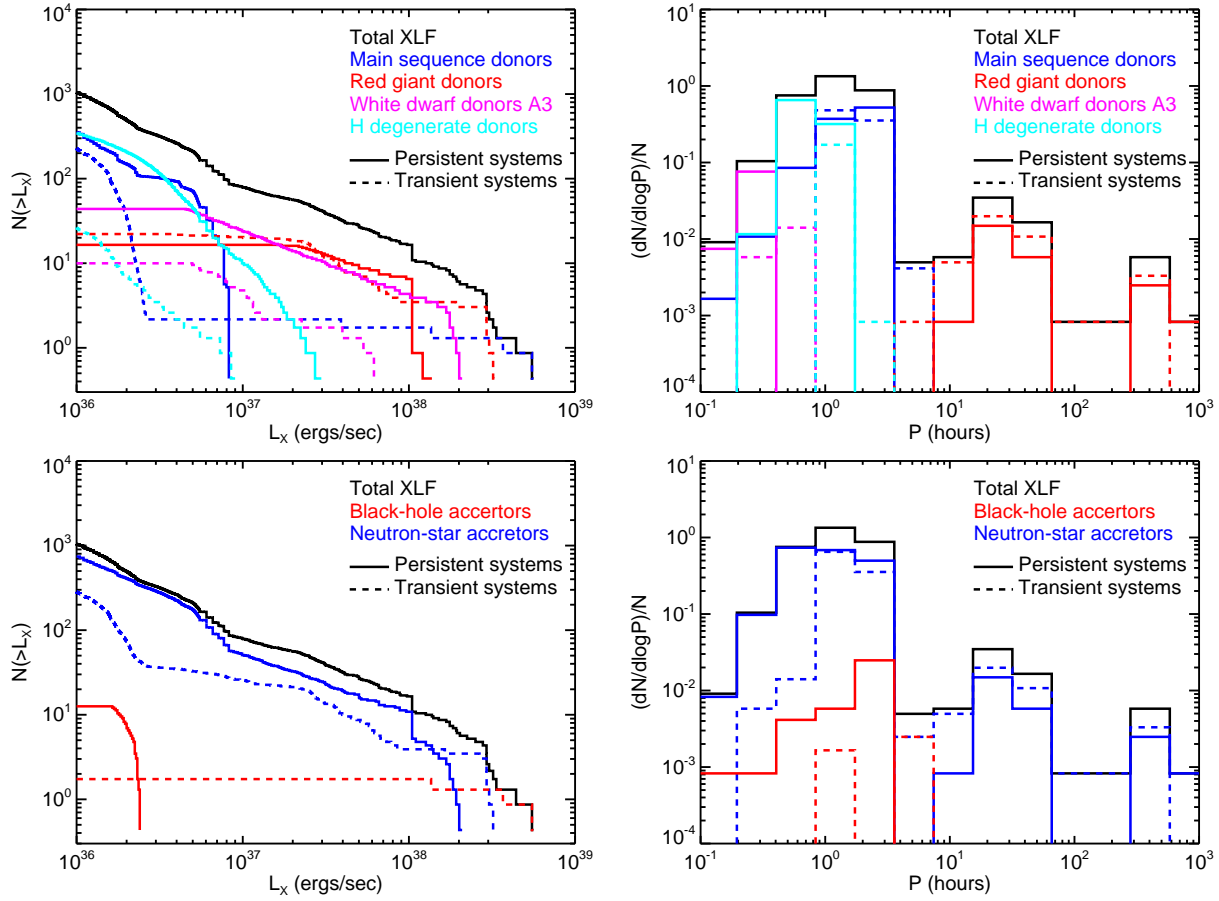 10^4
10^3
10^2
10^1
10^0
N(>L_X)
Total XLF
Main sequence donors
Red giant donors
White dwarf donors A3
H degenerate donors
Persistent systems
Transient systems
10^36
10^37
10^38
10^39
L_X (ergs/sec)
10^1
10^0
10^-1
10^-2
10^-3
10^-4
(dN/dlogP)/N
Total XLF
Main sequence donors
Red giant donors
White dwarf donors A3
H degenerate donors
Persistent systems
Transient systems
10^-1
10^0
10^1
10^2
10^3
P (hours)
10^4
10^3
10^2
10^1
10^0
N(>L_X)
Total XLF
Black-hole accertors
Neutron-star accretors
Persistent systems
Transient systems
10^36
10^37
10^38
10^39
L_X (ergs/sec)
10^1
10^0
10^-1
10^-2
10^-3
10^-4
(dN/dlogP)/N
Total XLF
Black-hole accertors
Neutron-star accretors
Persistent systems
Transient systems
10^-1
10^0
10^1
10^2
10^3
P (hours)